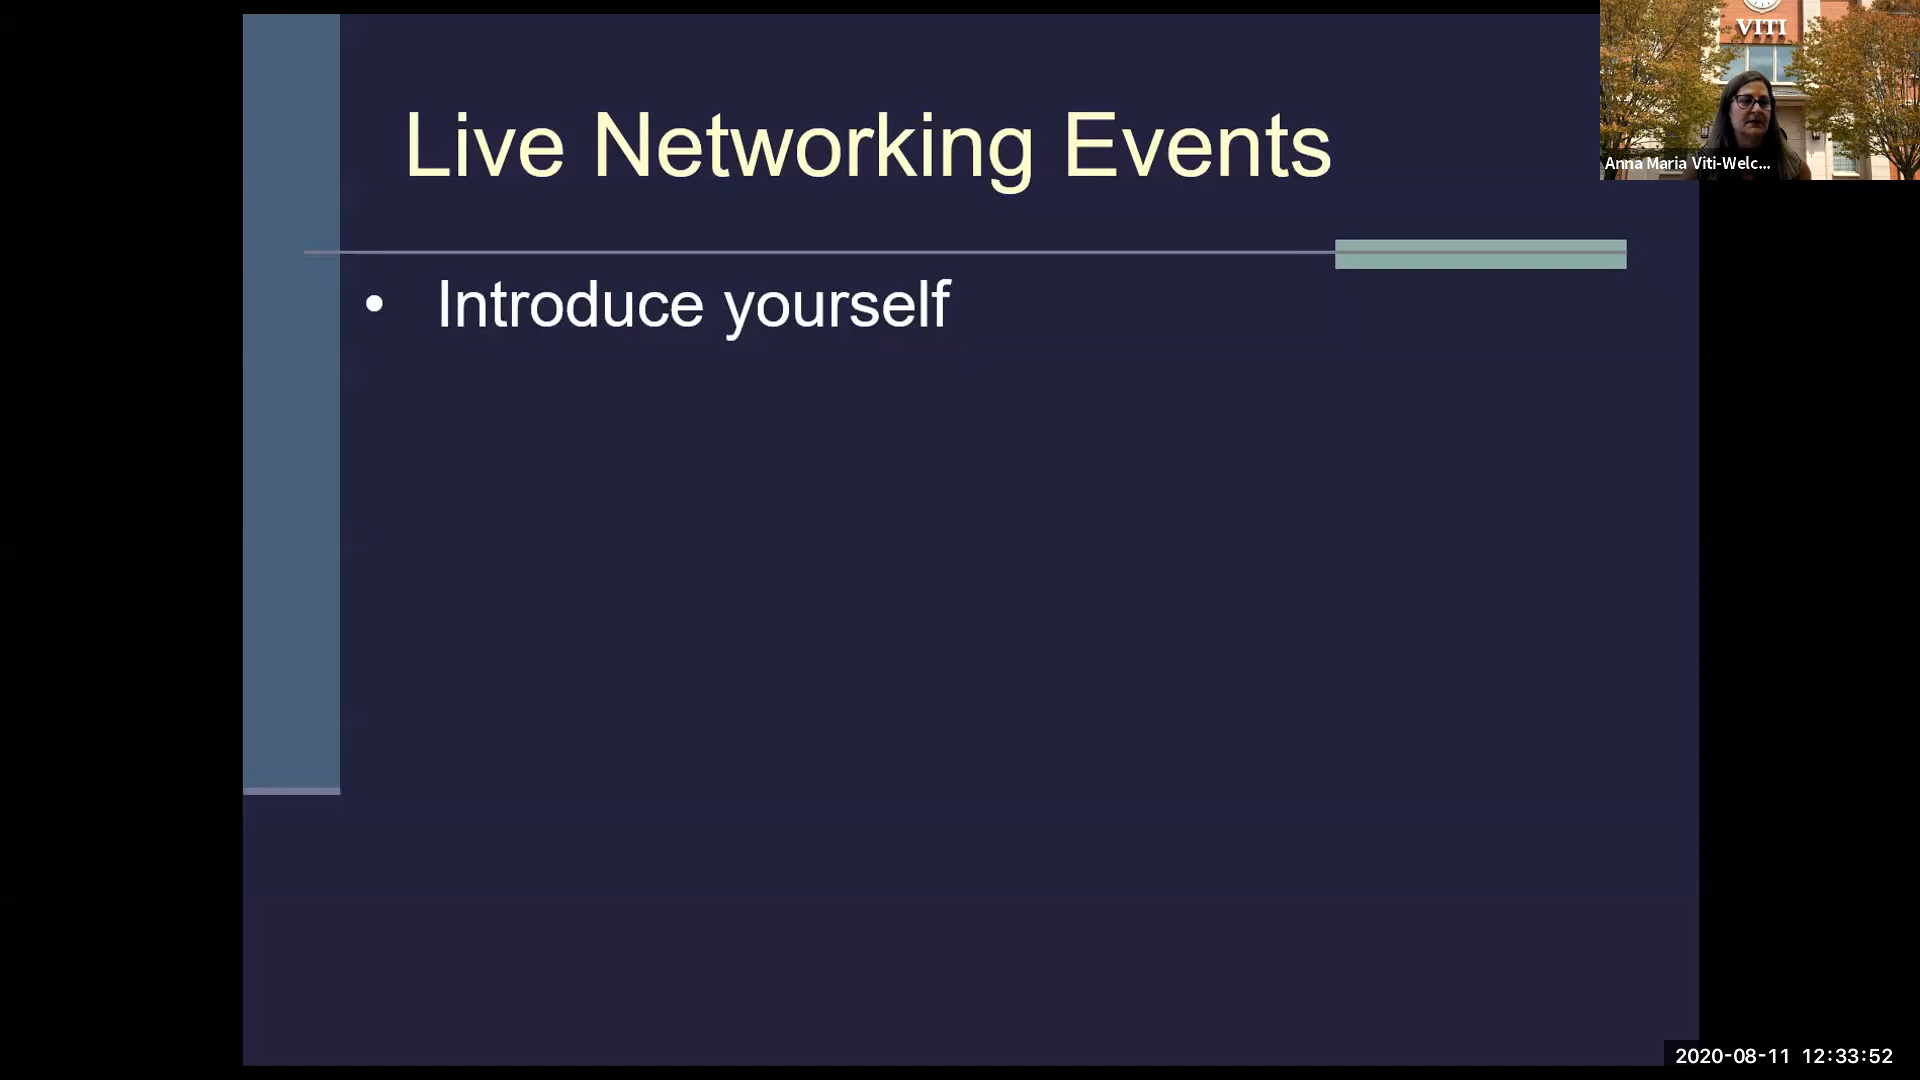 VITI
Live Networking Events
Anna Maria Viti-Welc...
• Introduce yourself
2020-08-11 12:33:52